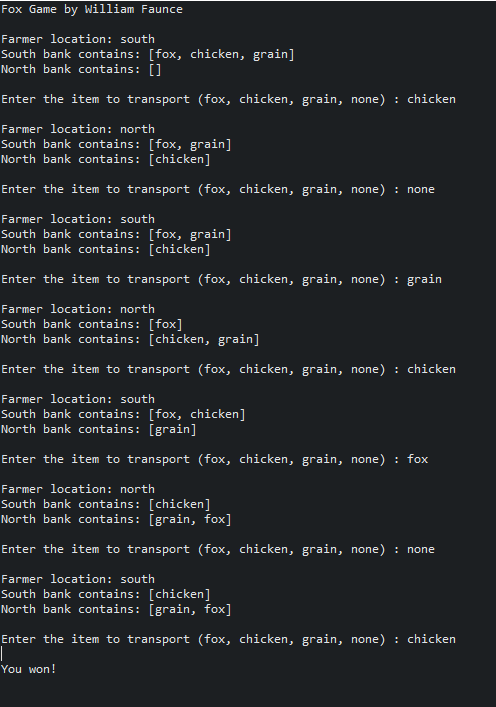 Fox Game by William Faunce
Farmer location: south
South bank contains: [fox, chicken, grain]
North bank contains: []
Enter the item to transport (fox, chicken, grain, none) : chicken
Farmer location: north
South bank contains: [fox, grain]
North bank contains: [chicken]
Enter the item to transport (fox, chicken, grain, none) : none
Farmer location: south
South bank contains: [fox, grain]
North bank contains: [chicken]
Enter the item to transport (fox, chicken, grain, none) : grain
Farmer location: north
South bank contains: [fox]
North bank contains: [chicken, grain]
Enter the item to transport (fox, chicken, grain, none) : chicken
Farmer location: south
South bank contains: [fox, chicken]
North bank contains: [grain]
Enter the item to transport (fox, chicken, grain, none) : fox
Farmer location: north
South bank contains: [chicken]
North bank contains: [grain, fox]
Enter the item to transport (fox, chicken, grain, none) : none
Farmer location: south
South bank contains: [chicken]
North bank contains: [grain, fox]
Enter the item to transport (fox, chicken, grain, none) : chicken
You won!